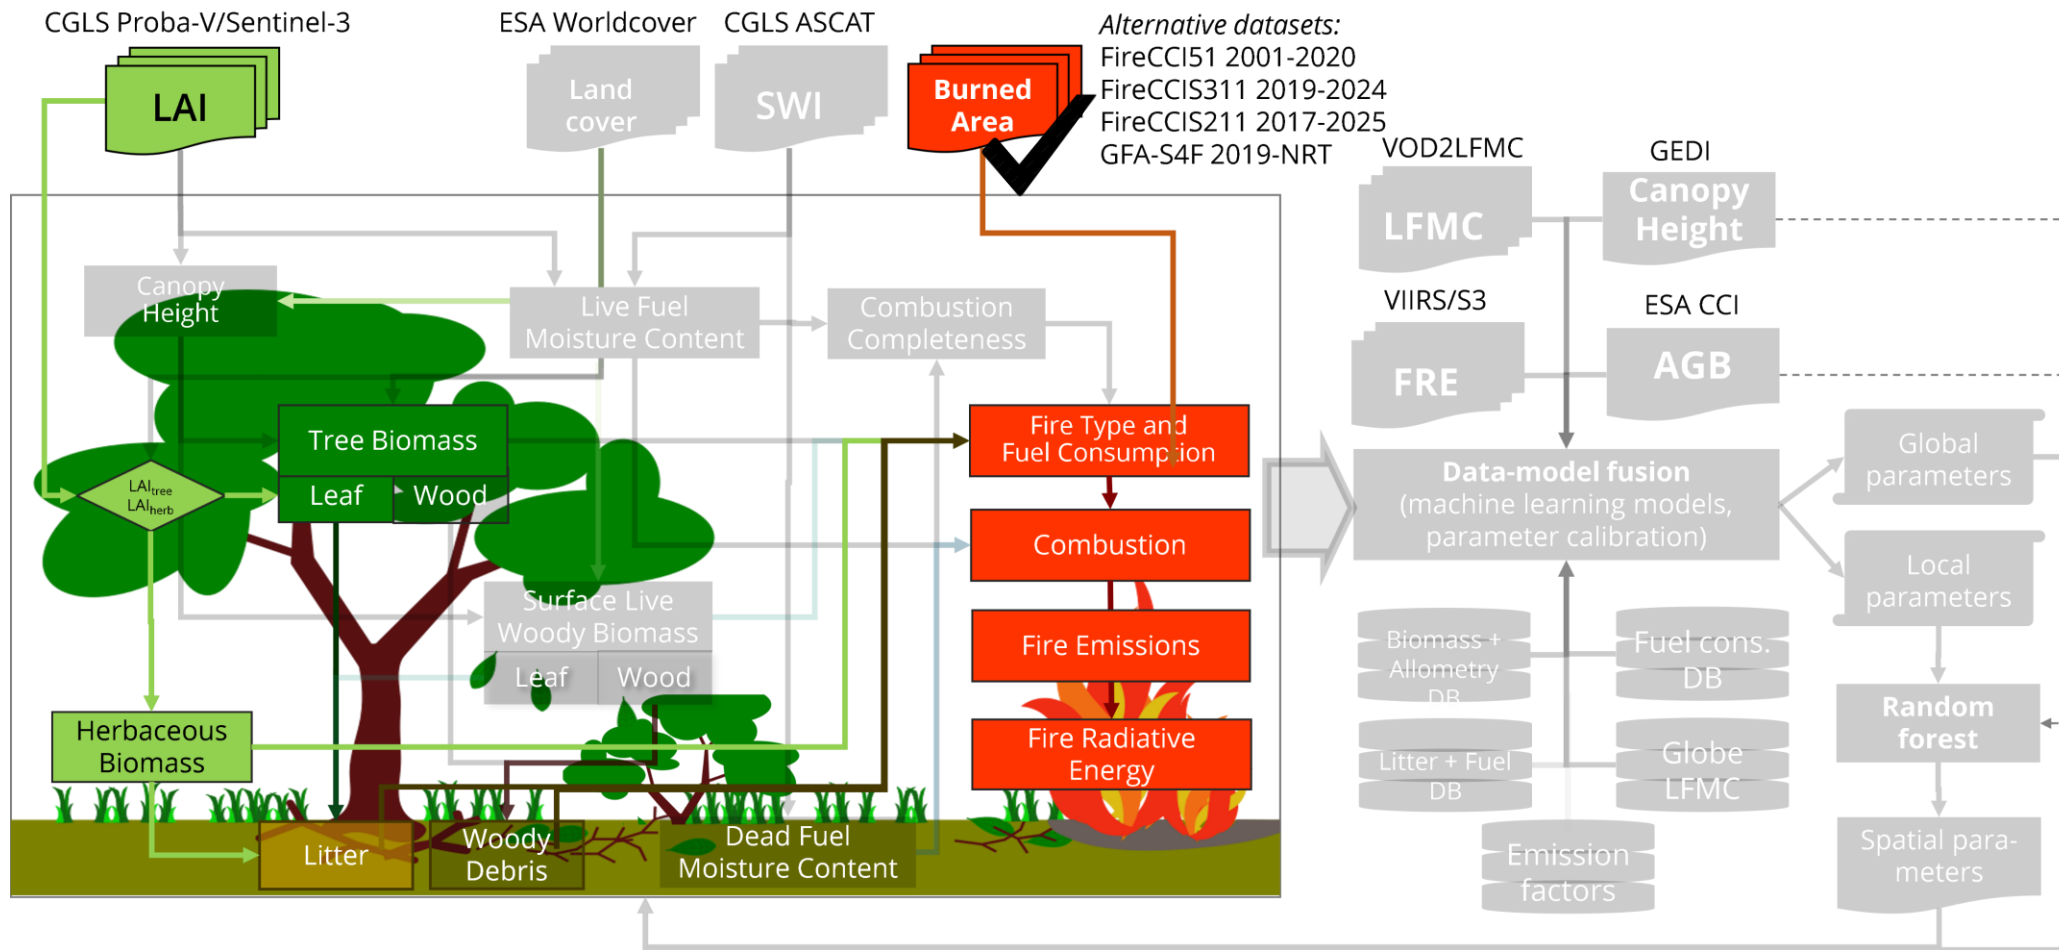 CGLS Proba-V/Sentinel-3
ESA Worldcover
CGLS ASCAT
Alternative datasets:
FireCCI51 2001-2020
FireCCIS311 2019-2024
FireCCIS211 2017-2025
GFA-S4F 2019-NRT
LAI
Land
cover
SWI
Burned
Area
VOD2LFMC
GEDI
LFMC
Canopy
Height
VIIRS/S3
ESA CCI
FRE
AGB
Canopy
Height
Live Fuel
Moisture Content
Combustion
Completeness
Tree Biomass
Leaf
Wood
LAItree
LAIherb
Fire Type and
Fuel Consumption
Combustion
Fire Emissions
Fire Radiative
Energy
Surface Live
Woody Biomass
Leaf
Wood
Herbaceous
Biomass
Litter
Woody
Debris
Dead Fuel
Moisture Content
Data-model fusion
(machine learning models,
parameter calibration)
Global
parameters
Local
parameters
Biomass +
Allometry
DB
Fuel cons.
DB
Litter + Fuel
DB
Globe
LFMC
Emission
factors
Random
forest
Spatial para-
meters